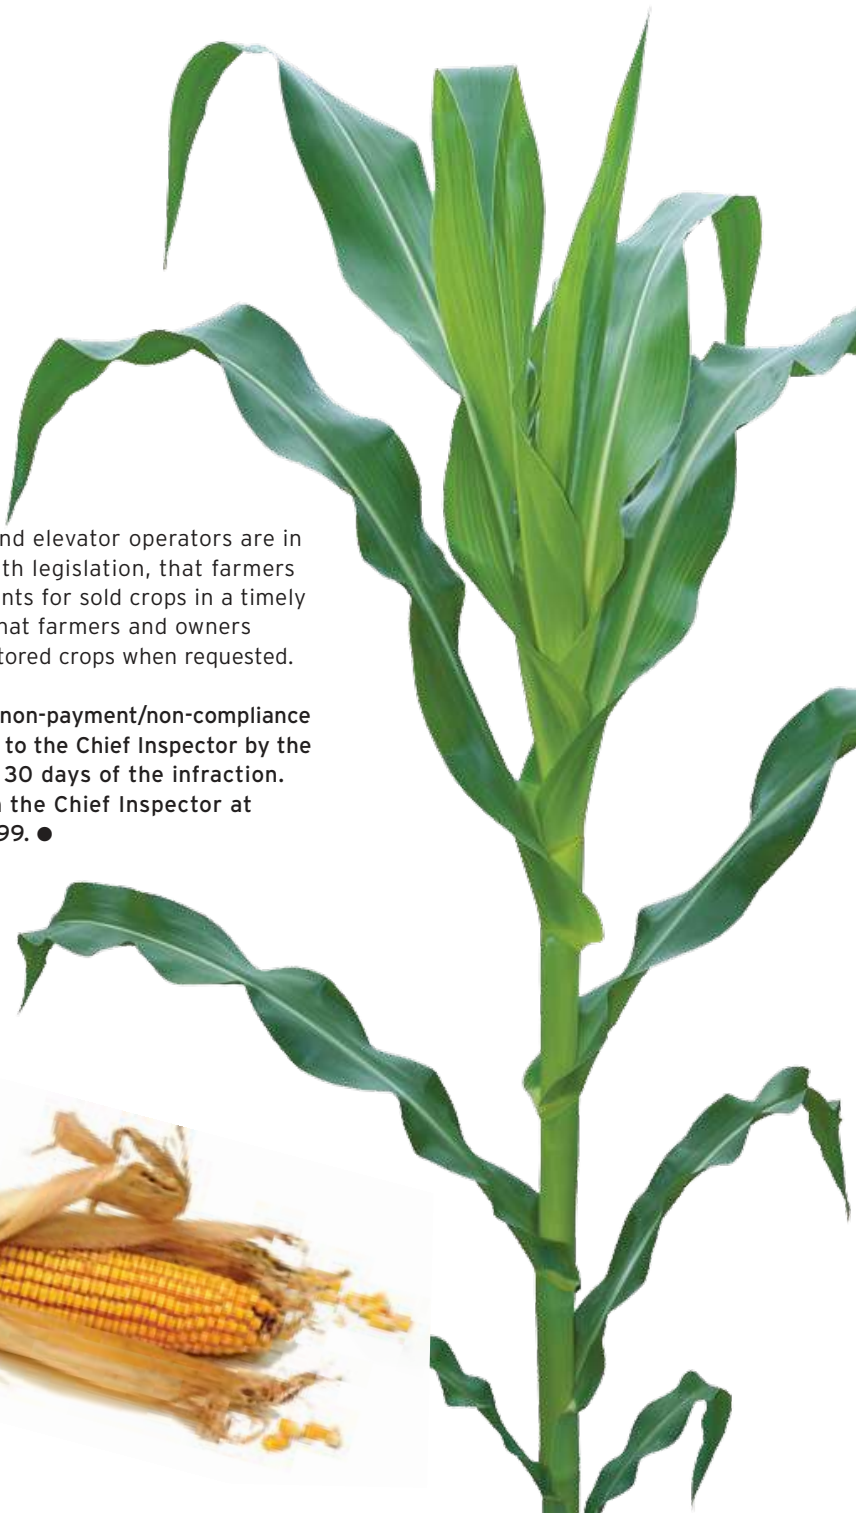 nd elevator operators are in
th legislation, that farmers
nts for sold crops in a timely
hat farmers and owners
tored crops when requested.
non-payment/non-compliance
to the Chief Inspector by the
30 days of the infraction.
the Chief Inspector at
99. ●